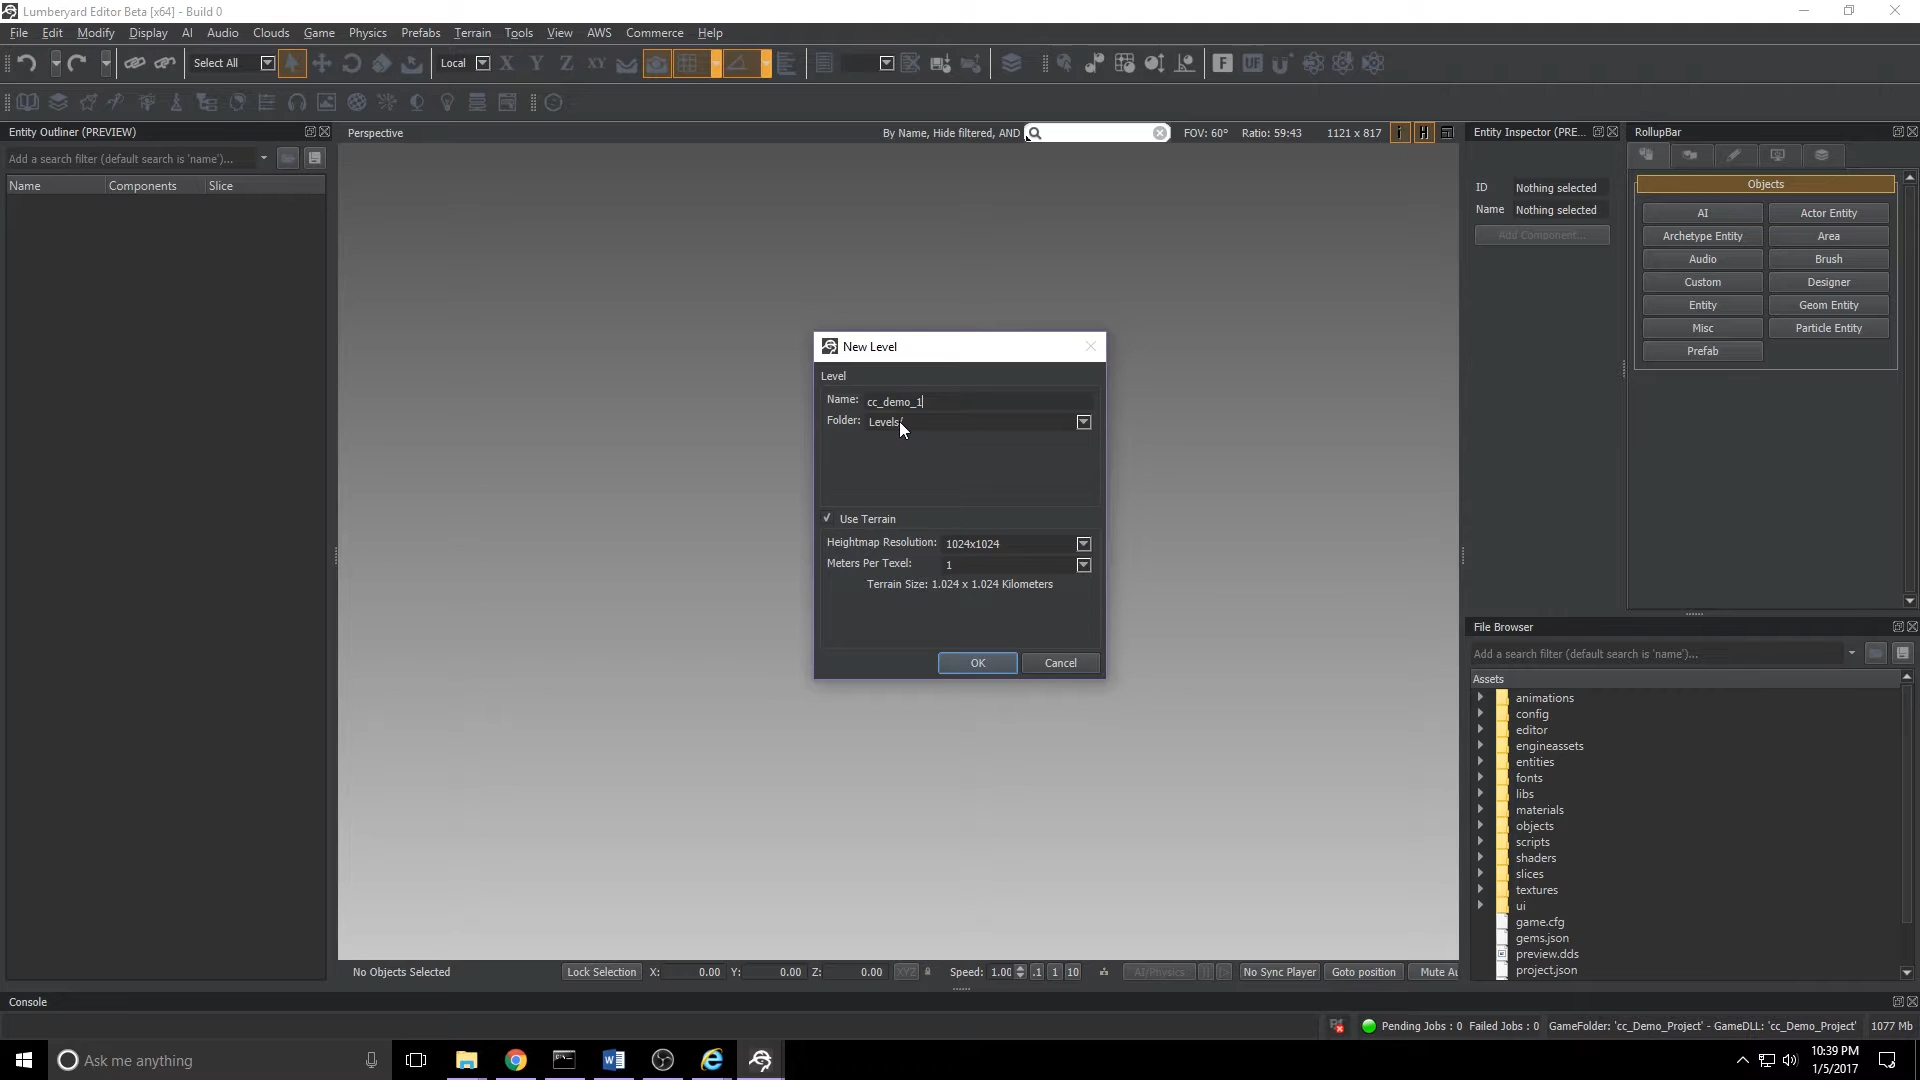 Lumberyard Editor Beta [x64] - Build 0
File Edit Modify Display AI Audio Clouds Game Physics Prefabs Terrain Tools View AWS Commerce Help
Select All Local X Y Z XY F UF
Entity Outliner (PREVIEW)
Add a search filter (default search is 'name')...
Name Components Slice
Perspective By Name, Hide filtered, AND FOV: 60° Ratio: 59:43 1121 x 817 i H
New Level
Level
Name: cc_demo_1
Folder: Levels/
Use Terrain
Heightmap Resolution: 1024x1024
Meters Per Texel: 1
Terrain Size: 1.024 x 1.024 Kilometers
OK Cancel
Entity Inspector (PRE...
ID Nothing selected
Name Nothing selected
Add Component...
RollupBar
Objects
AI Actor Entity
Archetype Entity Area
Audio Brush
Custom Designer
Entity Geom Entity
Misc Particle Entity
Prefab
File Browser
Add a search filter (default search is 'name')...
Assets
animations
config
editor
engineassets
entities
fonts
libs
materials
objects
scripts
shaders
slices
textures
ui
game.cfg
gems.json
preview.dds
project.json
No Objects Selected Lock Selection X: 0.00 Y: 0.00 Z: 0.00 XYZ Speed: 1.00 .1 1 10 AI/Physics No Sync Player Goto position Mute Au
Console
Pending Jobs : 0 Failed Jobs : 0 GameFolder: 'cc_Demo_Project' - GameDLL: 'cc_Demo_Project' 1077 Mb
Ask me anything
10:39 PM
1/5/2017